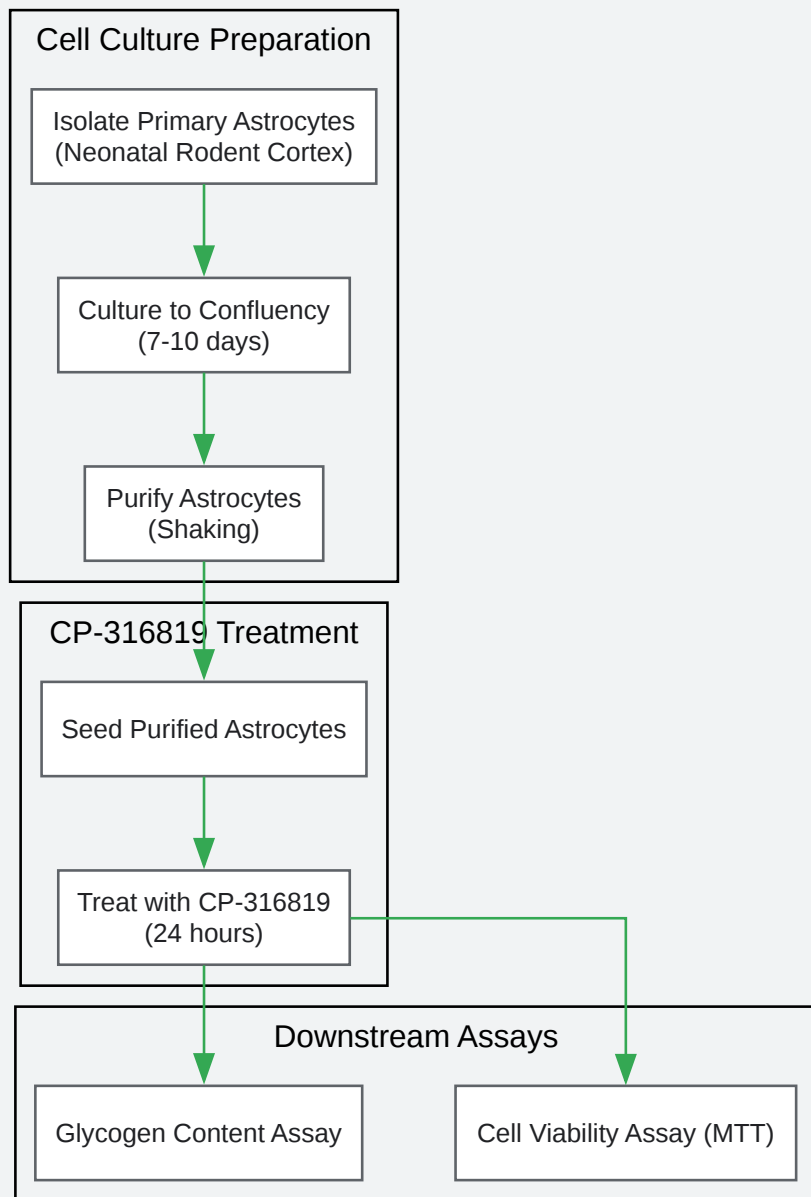 Cell Culture Preparation
Isolate Primary Astrocytes
(Neonatal Rodent Cortex)
Culture to Confluency
(7-10 days)
Purify Astrocytes
(Shaking)
CP-316819 Treatment
Seed Purified Astrocytes
Treat with CP-316819
(24 hours)
Downstream Assays
Glycogen Content Assay
Cell Viability Assay (MTT)